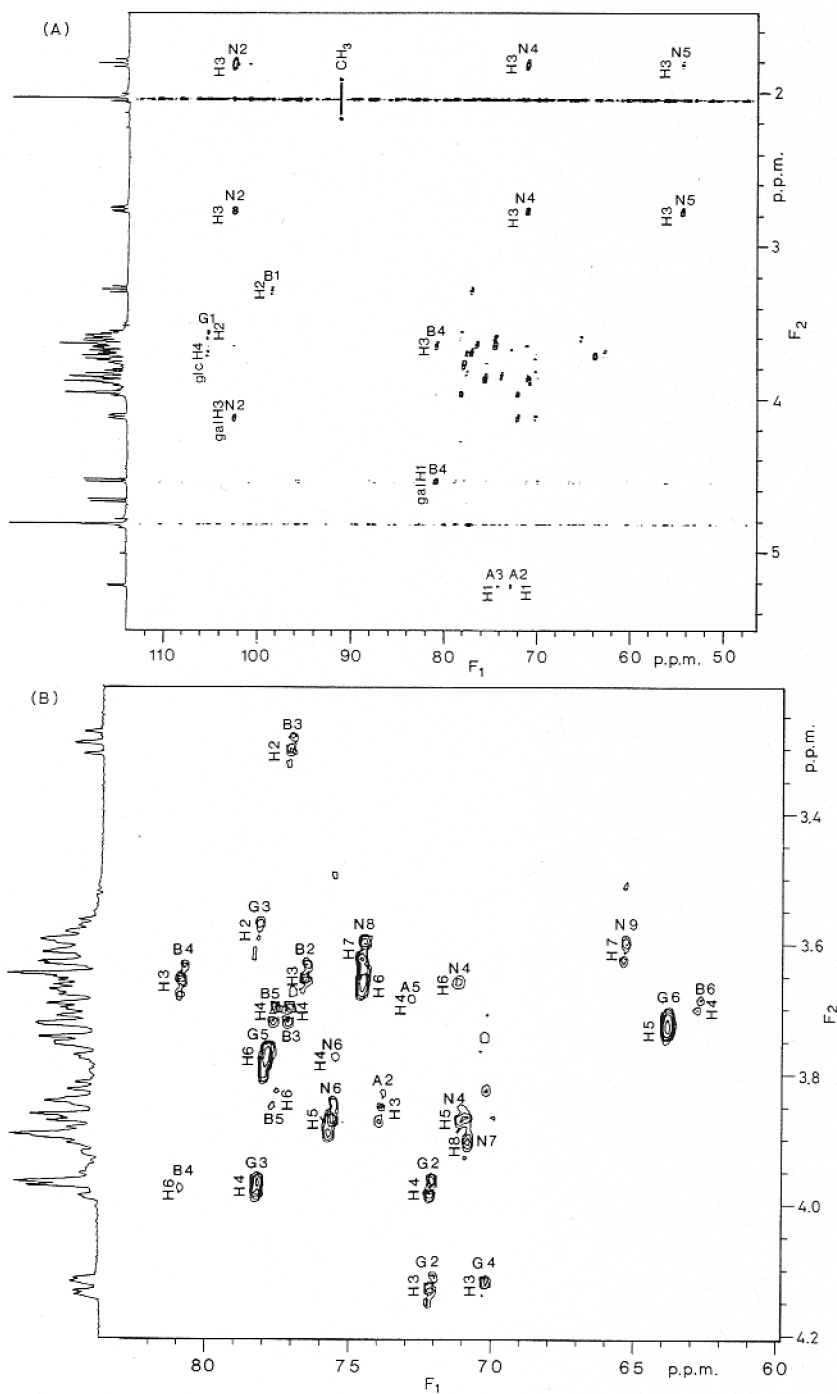 (A)
N2
H3
CH3
N4
H3
N5
H3
2
p.p.m.
N2
H3
N4
H3
N5
H3
3
B1
H2
G1
H2
glc H4
B4
H3
F2
gal H3
N2
4
gal H1
B4
A3
A2
H1
H1
5
110
100
90
80
70
60
p.p.m.
50
F1
(B)
B3
H2
p.p.m.
3.4
G3
H2
N8
H7
N9
H7
3.6
B4
H3
B2
H3
H6
N4
H6
B5
H4
H4
A5
H4
B6
H4
G6
H5
F2
G5
H6
B3
N6
H4
3.8
H6
B5
N6
H5
A2
H3
N4
H5
H8
N7
B4
H6
G3
H4
G2
H4
4.0
G2
H3
G4
H3
4.2
80
75
70
65
p.p.m.
60
F1